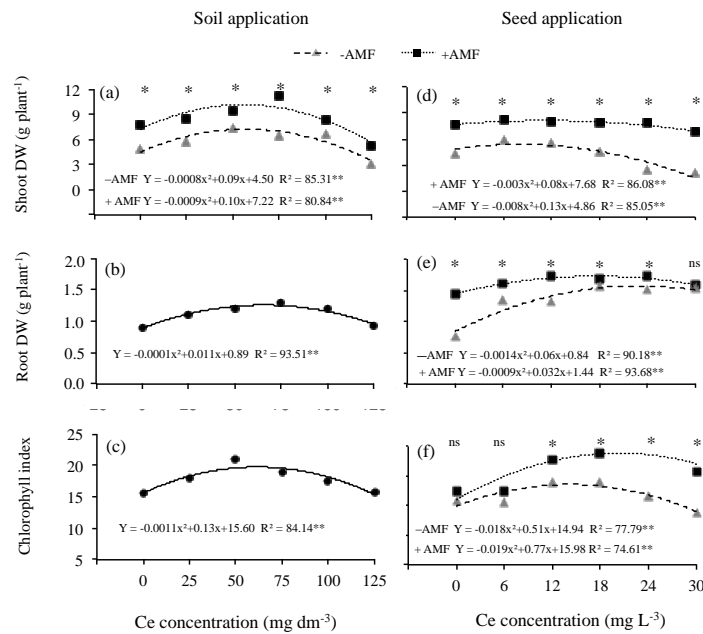 Soil application
Seed application
-AMF
+AMF
(a)
* * * * * *
Shoot DW (g plant-1)
12
9
6
3
0
−AMF Y = -0.0008x²+0.09x+4.50 R² = 85.31**
+ AMF Y = -0.0009x²+0.10x+7.22 R² = 80.84**
(d)
* * * * * *
+ AMF Y = -0.003x²+0.08x+7.68 R² = 86.08**
−AMF Y = -0.008x²+0.13x+4.86 R² = 85.05**
(b)
Root DW (g plant-1)
2.0
1.5
1.0
0.5
0.0
Y = -0.0001x²+0.011x+0.89 R² = 93.51**
(e)
* * * * * ns
—AMF Y = -0.0014x²+0.06x+0.84 R² = 90.18**
+ AMF Y = -0.0009x²+0.032x+1.44 R² = 93.68**
(c)
Chlorophyll index
25
20
15
10
5
Y = -0.0011x²+0.13x+15.60 R² = 84.14**
0 25 50 75 100 125
Ce concentration (mg dm-3)
(f)
ns ns * * * *
−AMF Y = -0.018x²+0.51x+14.94 R² = 77.79**
+ AMF Y = -0.019x²+0.77x+15.98 R² = 74.61**
0 6 12 18 24 30
Ce concentration (mg L-3)